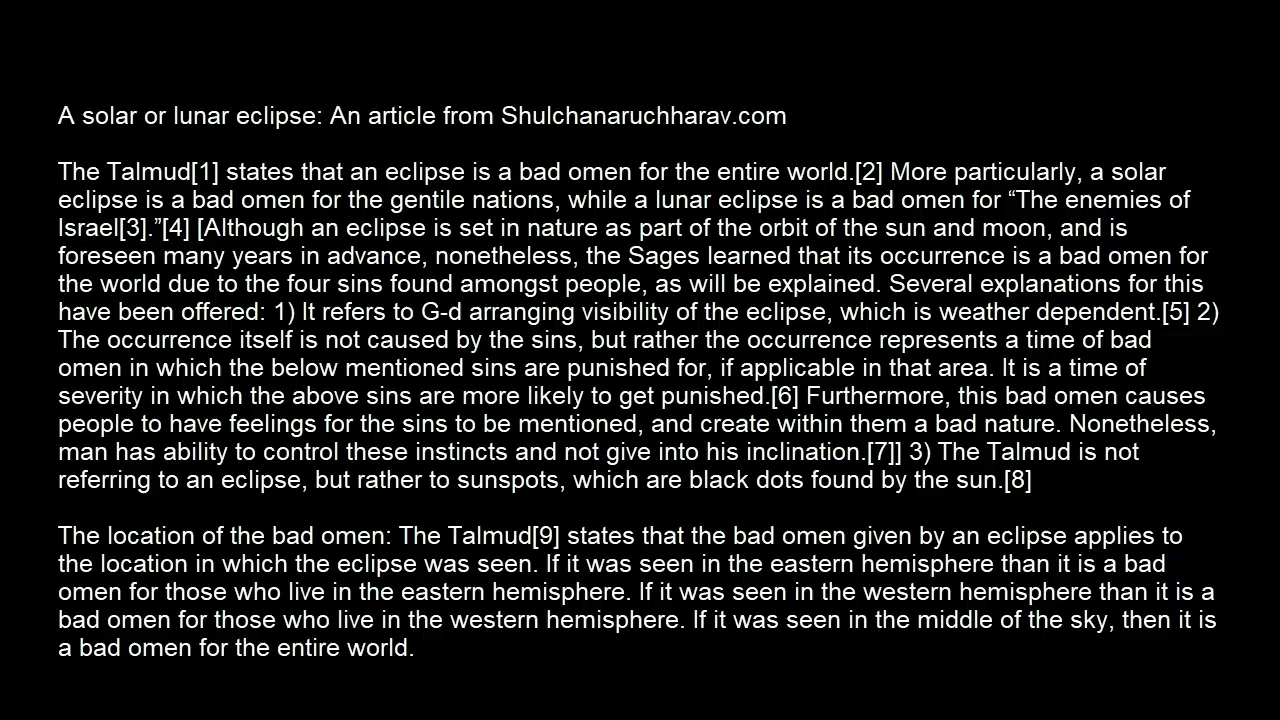 A solar or lunar eclipse: An article from Shulchanaruchharav.com
The Talmud[1] states that an eclipse is a bad omen for the entire world.[2] More particularly, a solar
eclipse is a bad omen for the gentile nations, while a lunar eclipse is a bad omen for “The enemies of
Israel[3].”[4] [Although an eclipse is set in nature as part of the orbit of the sun and moon, and is
foreseen many years in advance, nonetheless, the Sages learned that its occurrence is a bad omen for
the world due to the four sins found amongst people, as will be explained. Several explanations for this
have been offered: 1) It refers to G-d arranging visibility of the eclipse, which is weather dependent.[5] 2)
The occurrence itself is not caused by the sins, but rather the occurrence represents a time of bad
omen in which the below mentioned sins are punished for, if applicable in that area. It is a time of
severity in which the above sins are more likely to get punished.[6] Furthermore, this bad omen causes
people to have feelings for the sins to be mentioned, and create within them a bad nature. Nonetheless,
man has ability to control these instincts and not give into his inclination.[7]] 3) The Talmud is not
referring to an eclipse, but rather to sunspots, which are black dots found by the sun.[8]
The location of the bad omen: The Talmud[9] states that the bad omen given by an eclipse applies to
the location in which the eclipse was seen. If it was seen in the eastern hemisphere than it is a bad
omen for those who live in the eastern hemisphere. If it was seen in the western hemisphere than it is a
bad omen for those who live in the western hemisphere. If it was seen in the middle of the sky, then it is
a bad omen for the entire world.